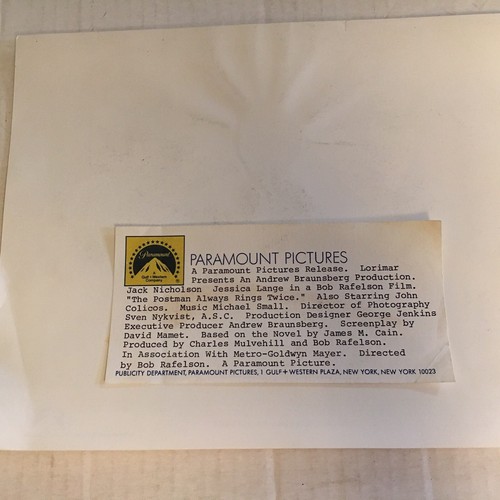 Paramount
A Gulf+Western Company
PARAMOUNT PICTURES
A Paramount Pictures Release. Lorimar
Presents An Andrew Braunsberg Production.
Jack Nicholson Jessica Lange in a Bob Rafelson Film.
"The Postman Always Rings Twice." Also Starring John
Colicos. Music Michael Small. Director of Photography
Sven Nykvist, A.S.C. Production Designer George Jenkins
Executive Producer Andrew Braunsberg. Screenplay by
David Mamet. Based on the Novel by James M. Cain.
Produced by Charles Mulvehill and Bob Rafelson.
In Association With Metro-Goldwyn Mayer. Directed
by Bob Rafelson. A Paramount Picture.
PUBLICITY DEPARTMENT, PARAMOUNT PICTURES, 1 GULF + WESTERN PLAZA, NEW YORK, NEW YORK 10023